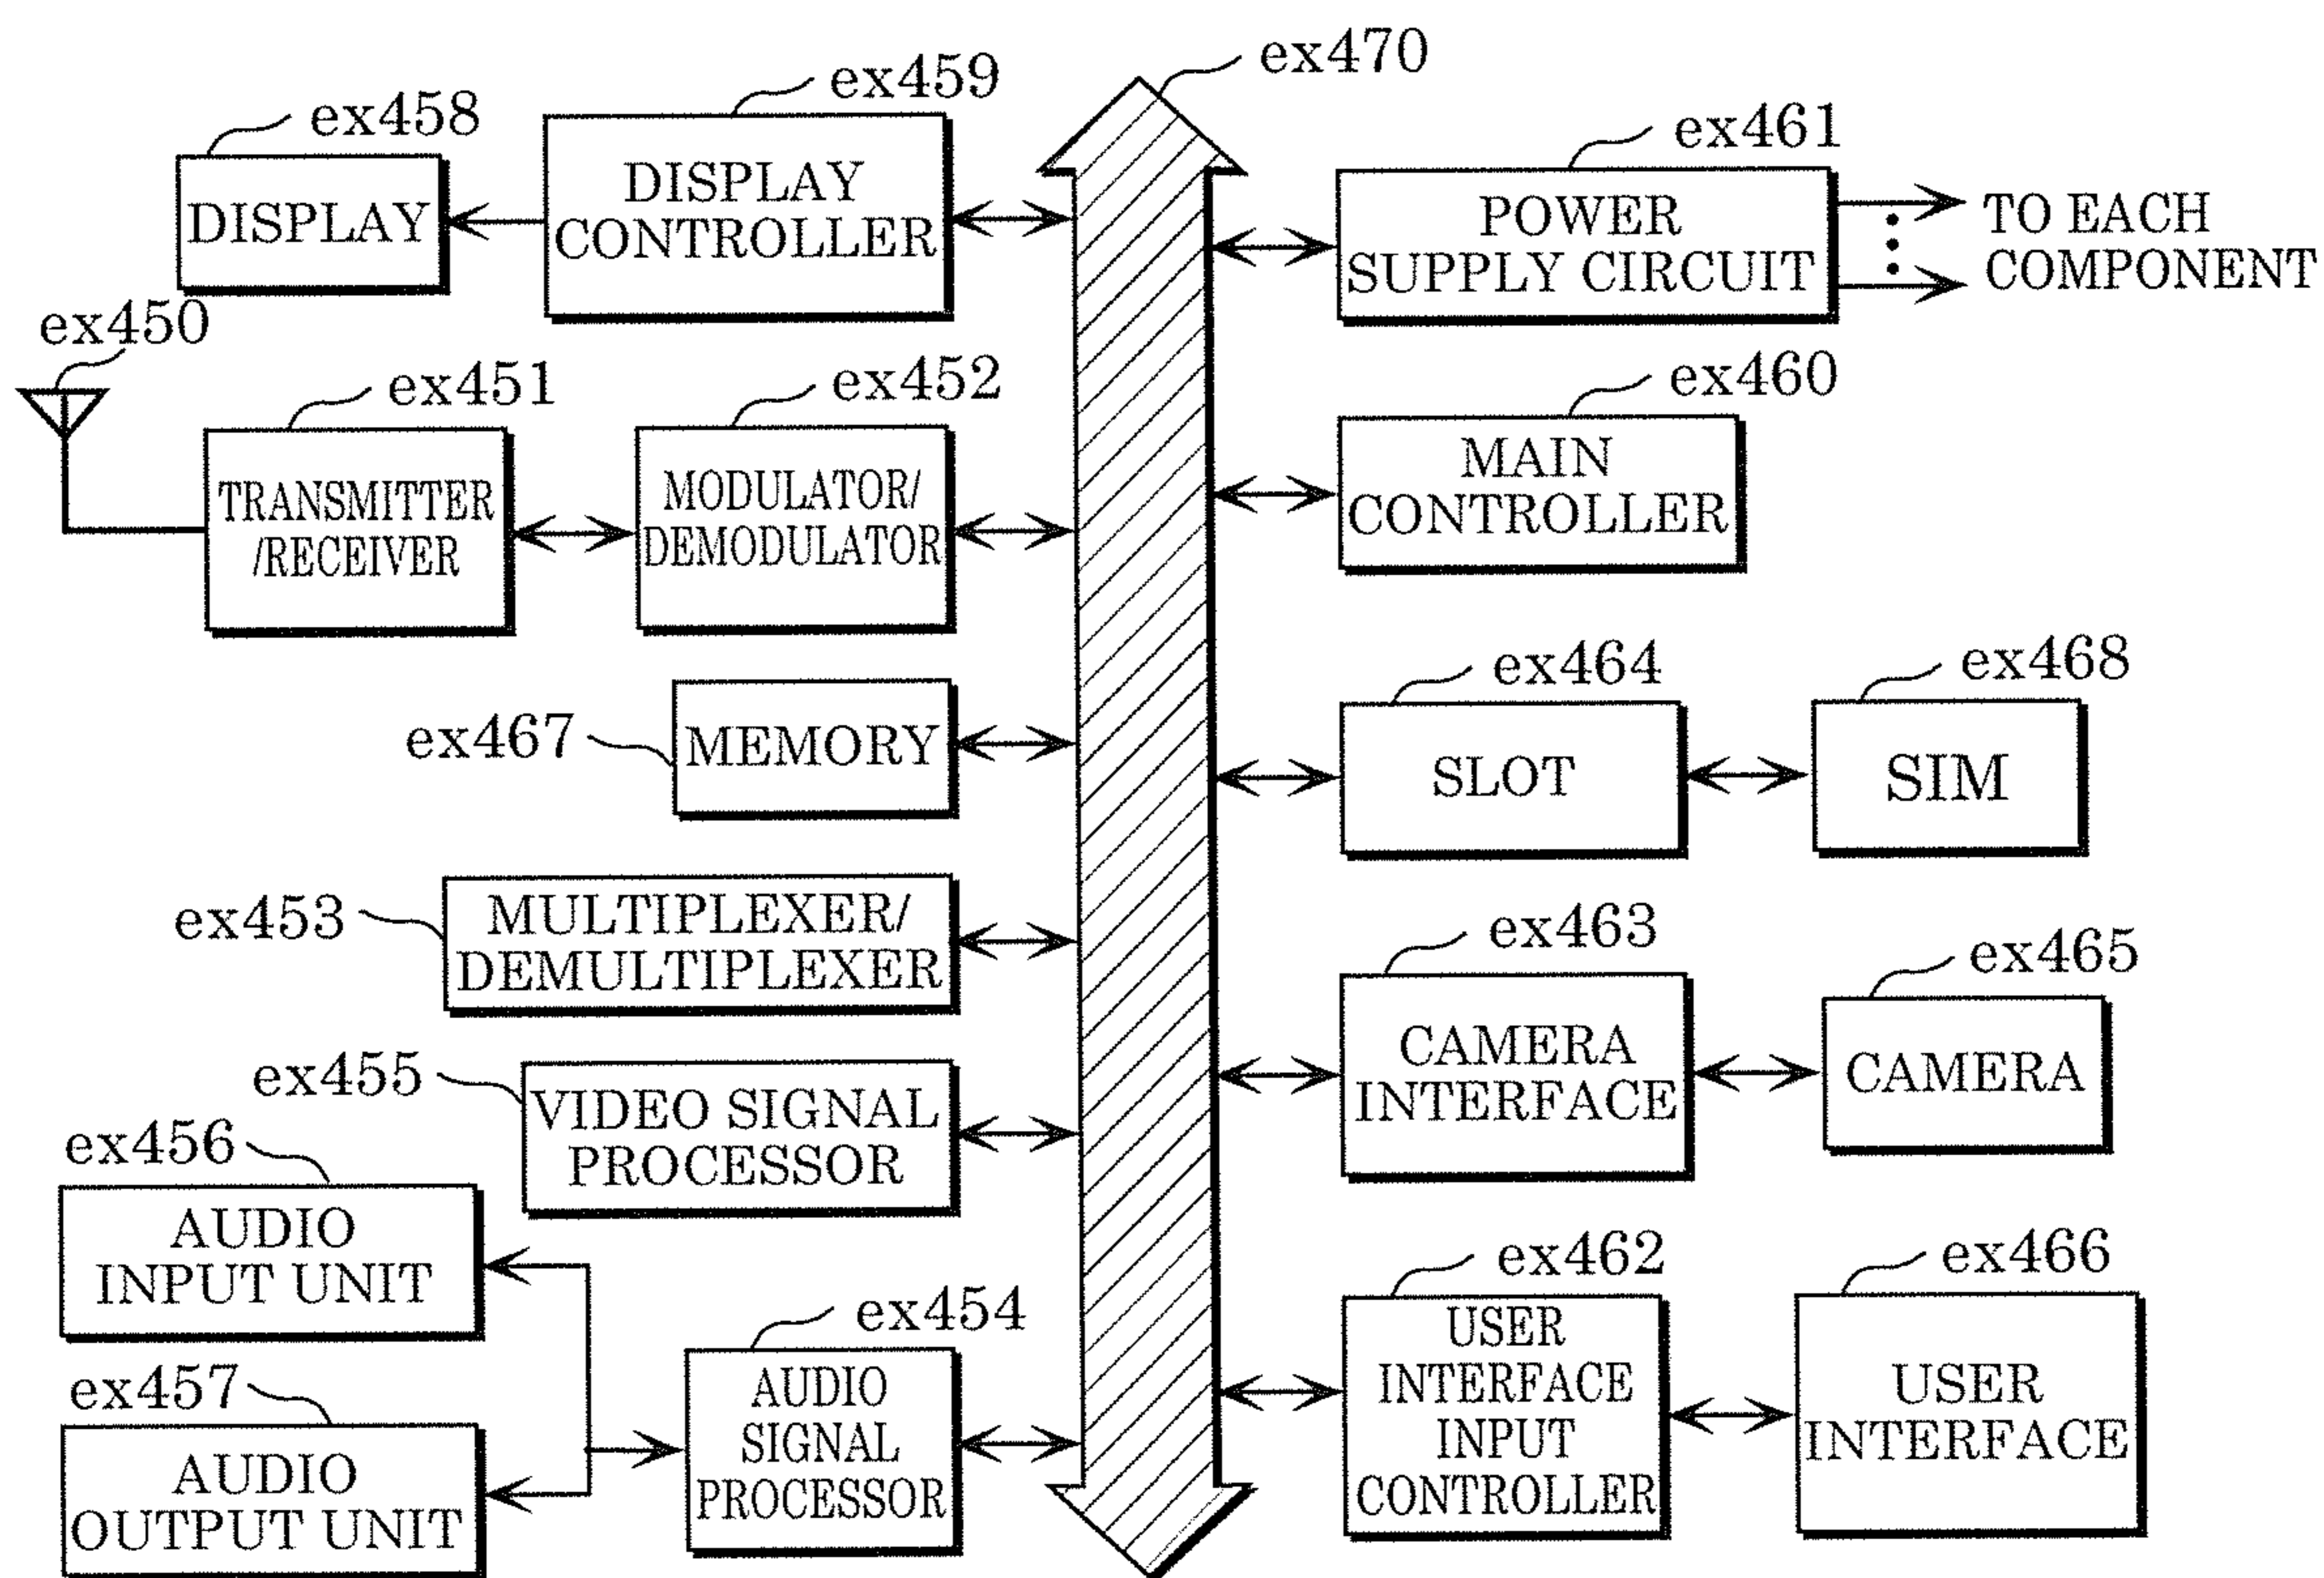 ex470
ex459
ex458
DISPLAY
DISPLAY
CONTROLLER
ex461
POWER
SUPPLY CIRCUIT
TO EACH
COMPONENT
ex450
ex451
TRANSMITTER
/RECEIVER
ex452
MODULATOR/
DEMODULATOR
ex460
MAIN
CONTROLLER
ex467
MEMORY
ex464
SLOT
ex468
SIM
ex453
MULTIPLEXER/
DEMULTIPLEXER
ex463
CAMERA
INTERFACE
ex465
CAMERA
ex455
VIDEO SIGNAL
PROCESSOR
ex456
AUDIO
INPUT UNIT
ex457
AUDIO
OUTPUT UNIT
ex454
AUDIO
SIGNAL
PROCESSOR
ex462
USER
INTERFACE
INPUT
CONTROLLER
ex466
USER
INTERFACE